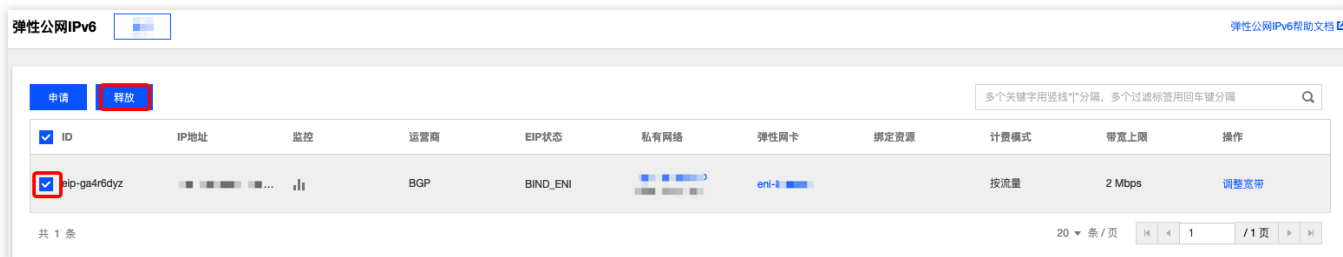 弹性公网IPv6
弹性公网IPv6帮助文档
申请 释放 多个关键字用竖线"|"分隔，多个过滤标签用回车键分隔
ID IP地址 监控 运营商 EIP状态 私有网络 弹性网卡 绑定资源 计费模式 带宽上限 操作
eip-ga4r6dyz ... BGP BIND_ENI eni- 按流量 2 Mbps 调整宽带
共 1 条 20 条 / 页 1 / 1 页